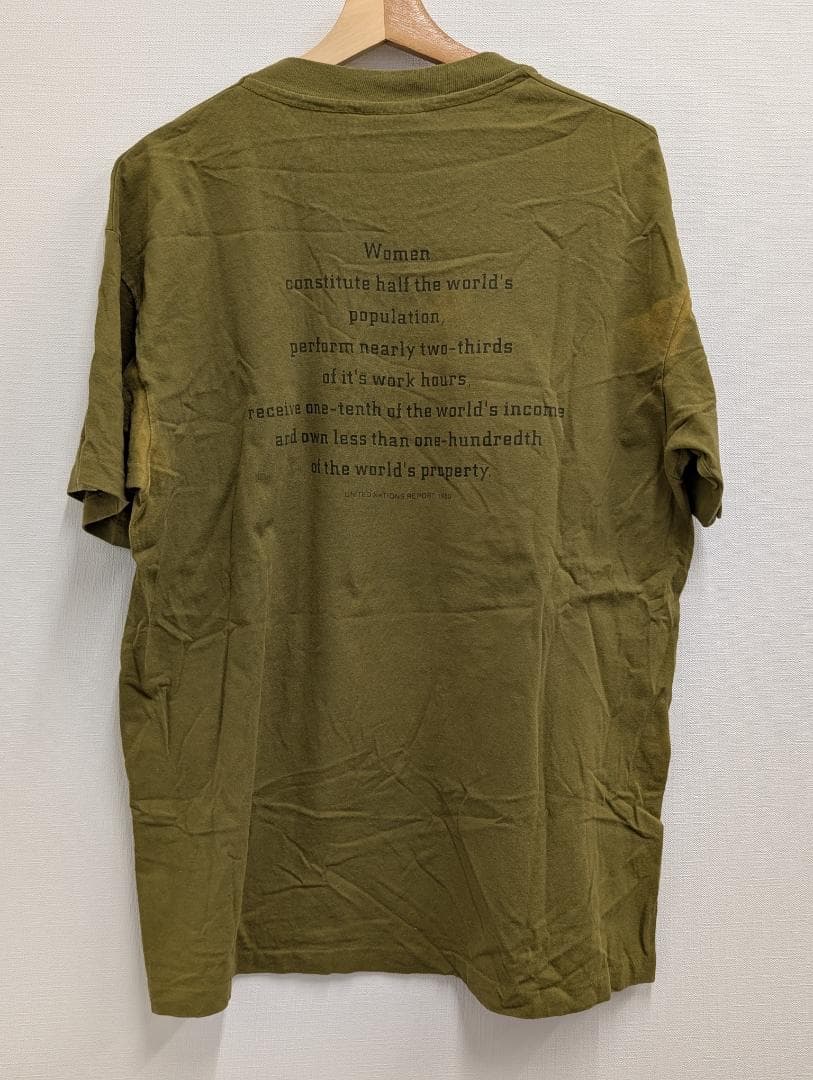 Women
constitute half the world's
population,
perform nearly two-thirds
of it's work hours,
receive one-tenth of the world's income
and own less than one-hundredth
of the world's property.
UNITED NATIONS REPORT 1980